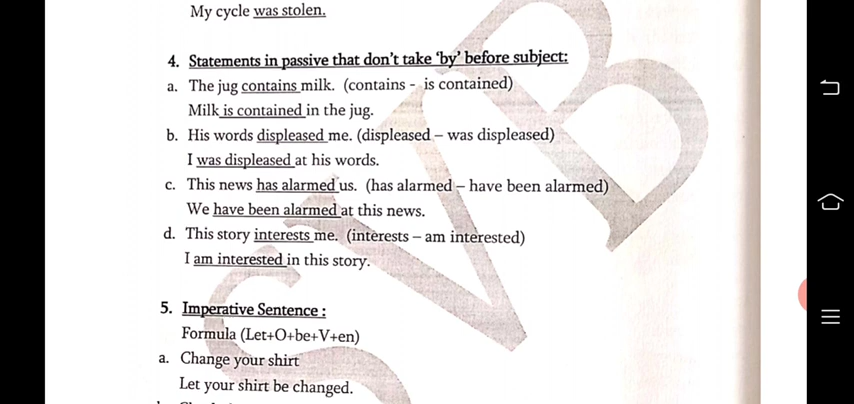 My cycle was stolen.
4. Statements in passive that don't take 'by' before subject:
a. The jug contains milk. (contains - is contained)
Milk is contained in the jug.
b. His words displeased me. (displeased – was displeased)
I was displeased at his words.
c. This news has alarmed us. (has alarmed – have been alarmed)
We have been alarmed at this news.
d. This story interests me. (interests – am interested)
I am interested in this story.
5. Imperative Sentence :
Formula (Let+O+be+V+en)
a. Change your shirt
Let your shirt be changed.
SVB